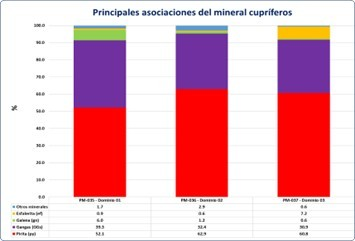 Principales asociaciones del mineral cupríferos
100.0
90.0
80.0
70.0
60.0
50.0
40.0
30.0
20.0
10.0
0.0
%
PM-035 - Dominio 01 PM-036 - Dominio 02 PM-037 - Dominio 03
Otros minerales 1.7 2.9 0.6
Esfalerita (ef) 0.6 7.2
Galena (gn) 6.0 1.3 0.6
Gangas (GGs) 39.3 32.4 30.9
Pirita (py) 52.1 62.9 60.8